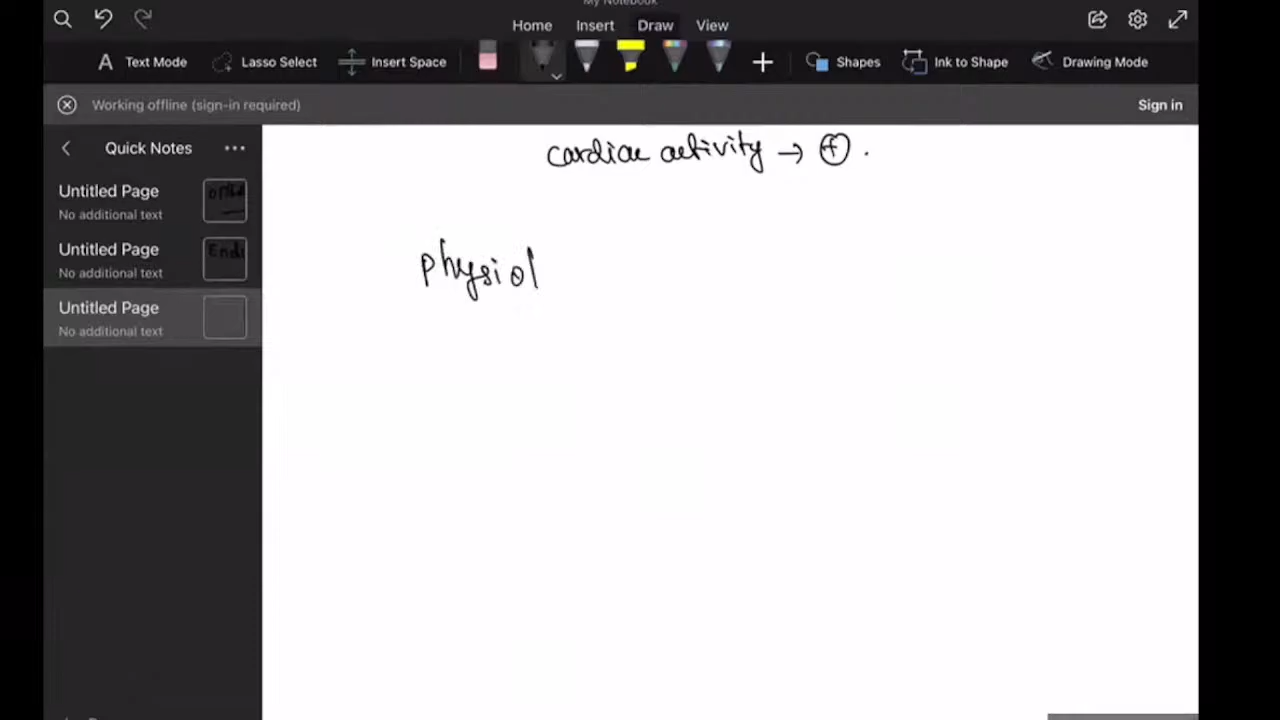 My Notebook
Home Insert Draw View
A Text Mode Lasso Select Insert Space Shapes Ink to Shape Drawing Mode
Working offline (sign-in required) Sign in
Quick Notes
Untitled Page
No additional text
Untitled Page
No additional text
Untitled Page
No additional text
cardiac activity → ⊕ .
physiol